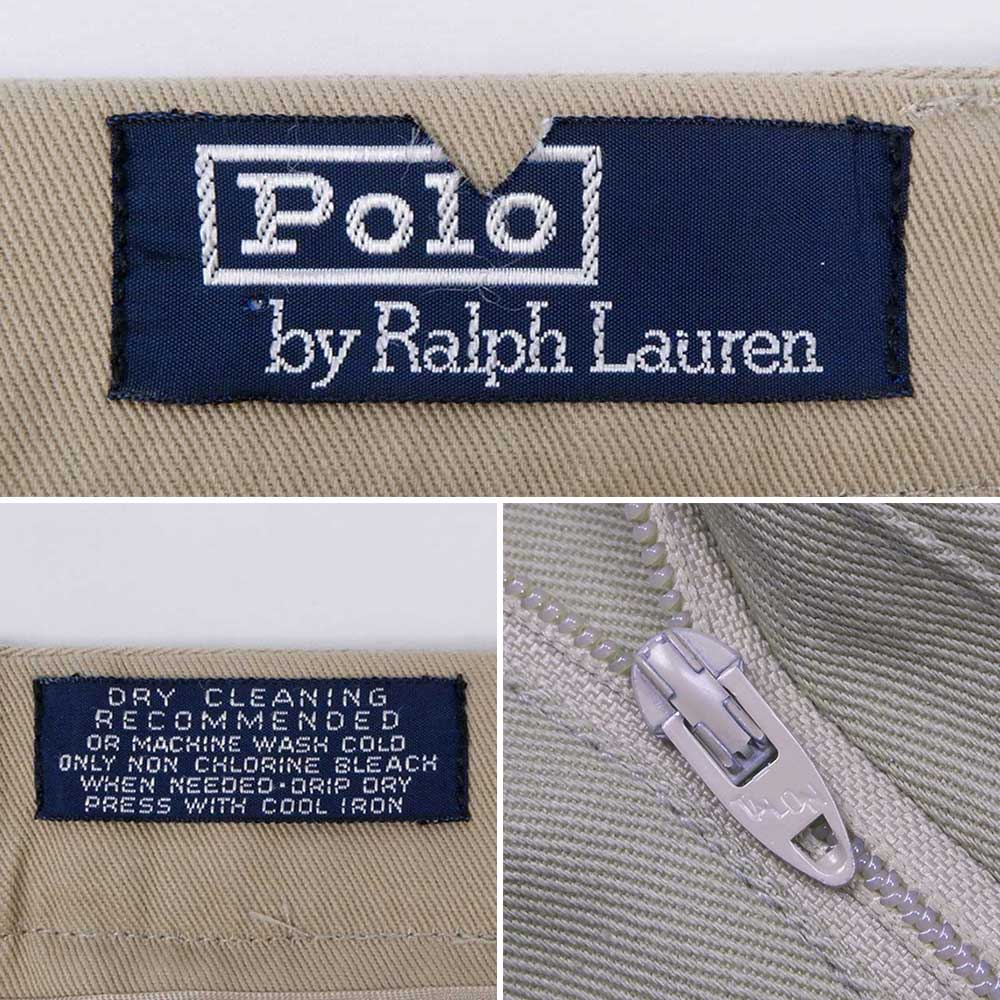 Polo
by Ralph Lauren
DRY CLEANING
RECOMMENDED
OR MACHINE WASH COLD
ONLY NON CHLORINE BLEACH
WHEN NEEDED·DRIP DRY
PRESS WITH COOL IRON